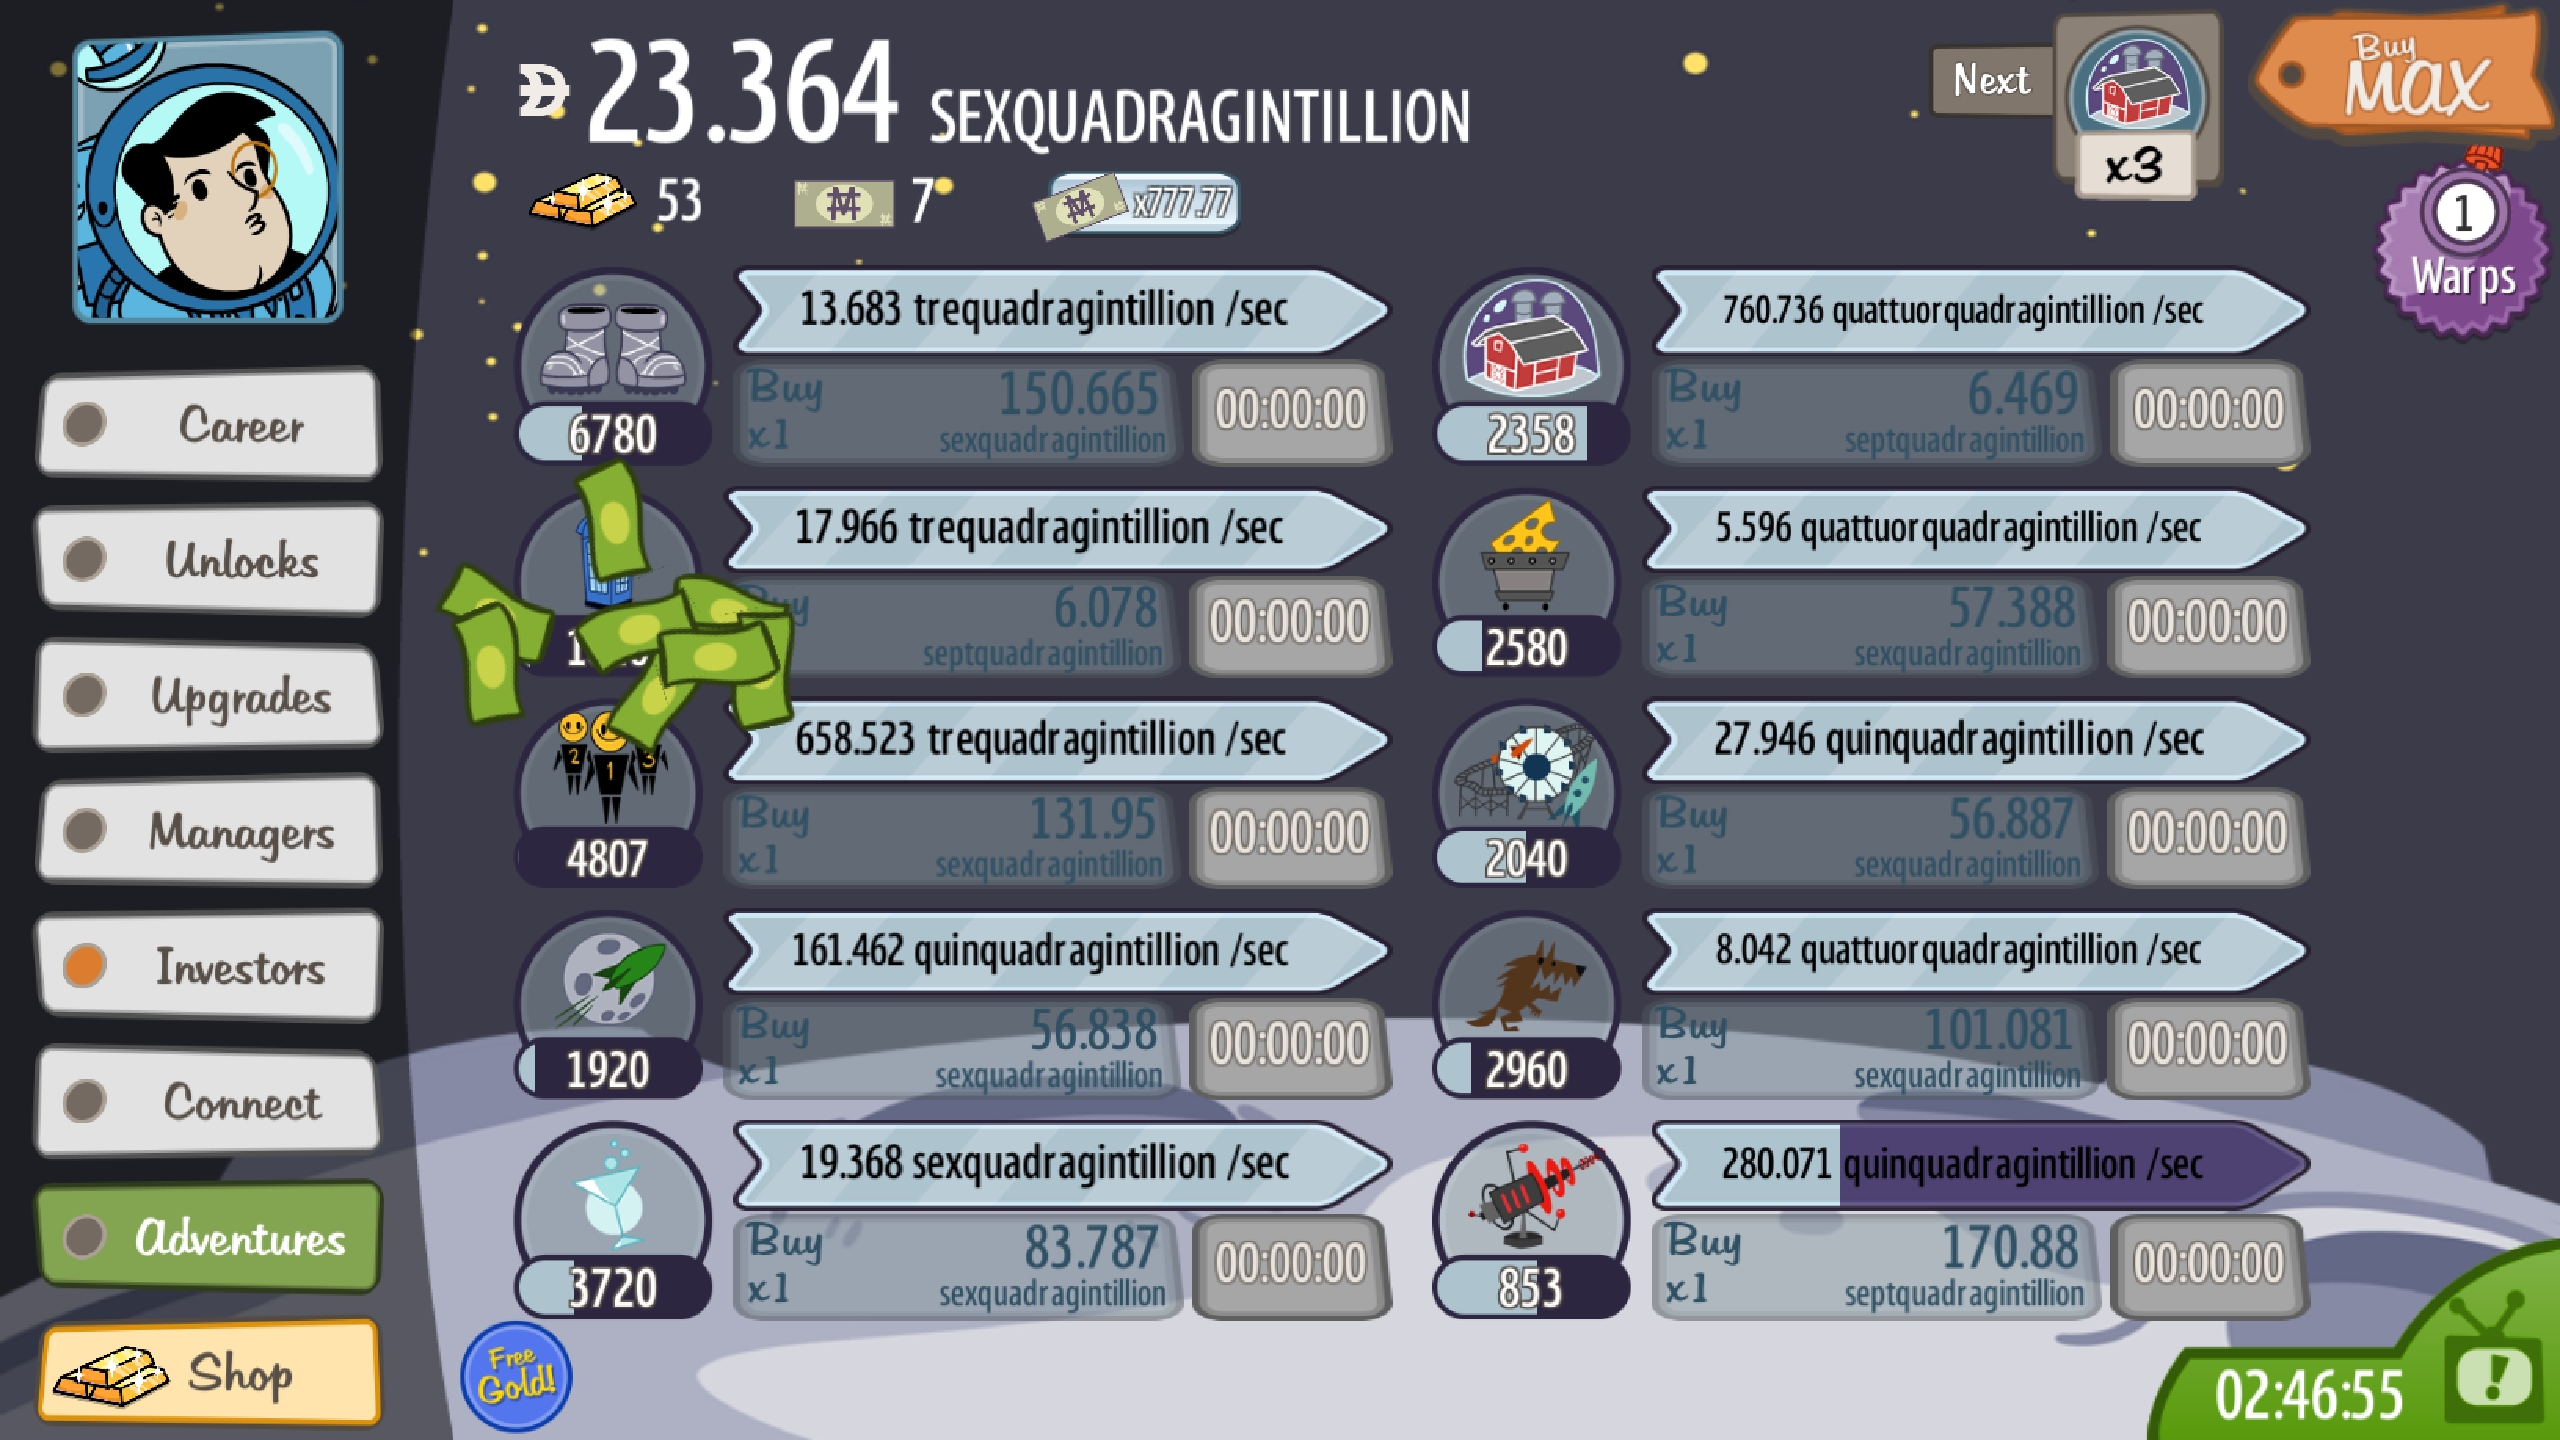 23.364 SEXQUADRAGINTILLION
53
7
x777.77
Next
x3
Buy
MAX
1
Warps
Career
Unlocks
Upgrades
Managers
Investors
Connect
Adventures
Shop
13.683 trequadragintillion /sec
6780
Buy
x1
150.665
sexquadragintillion
00:00:00
760.736 quattuorquadragintillion /sec
2358
Buy
x1
6.469
septquadragintillion
00:00:00
17.966 trequadragintillion /sec
6.078
septquadragintillion
00:00:00
5.596 quattuorquadragintillion /sec
2580
Buy
x1
57.388
sexquadragintillion
00:00:00
658.523 trequadragintillion /sec
2
1
3
4807
Buy
x1
131.95
sexquadragintillion
00:00:00
27.946 quinquadragintillion /sec
2040
Buy
x1
56.887
sexquadragintillion
00:00:00
161.462 quinquadragintillion /sec
1920
Buy
x1
56.838
sexquadragintillion
00:00:00
8.042 quattuorquadragintillion /sec
2960
Buy
x1
101.081
sexquadragintillion
00:00:00
19.368 sexquadragintillion /sec
3720
Buy
x1
83.787
sexquadragintillion
00:00:00
280.071 quinquadragintillion /sec
853
Buy
x1
170.88
septquadragintillion
00:00:00
Free
Gold!
02:46:55